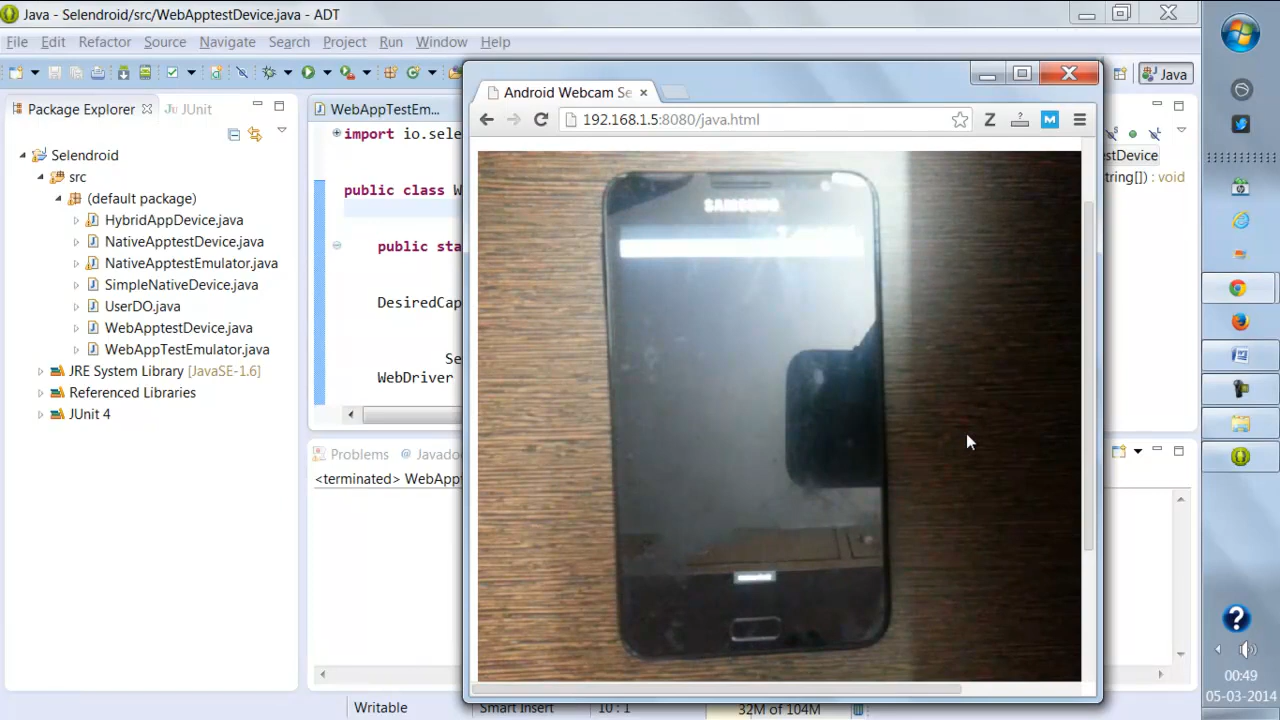 Java - Selendroid/src/WebApptestDevice.java - ADT
File Edit Refactor Source Navigate Search Project Run Window Help
Java
Package Explorer
JUnit
WebAppTestEm...
Selendroid
src
(default package)
HybridAppDevice.java
NativeApptestDevice.java
NativeApptestEmulator.java
SimpleNativeDevice.java
UserDO.java
WebApptestDevice.java
WebAppTestEmulator.java
JRE System Library [JavaSE-1.6]
Referenced Libraries
JUnit 4
import io.sele
public class W
public sta
DesiredCap
Se
WebDriver
Problems
@ Javado
<terminated> WebApp
Android Webcam Se
192.168.1.5:8080/java.html
Z
?
M
SAMSUNG
stDevice
tring[]) : void
Writable
Smart Insert
10 : 1
32M of 104M
?
00:49
05-03-2014